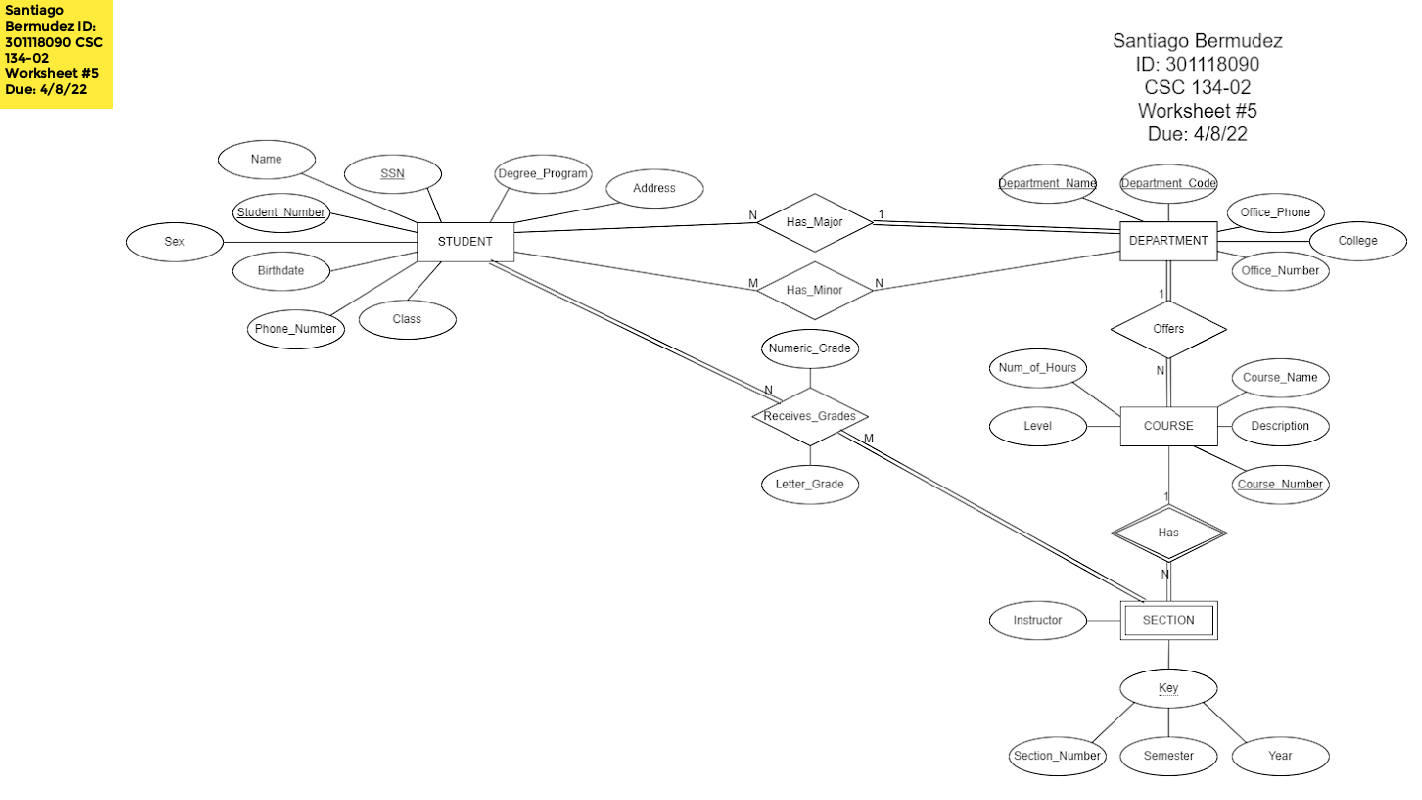 Santiago
Bermudez ID:
301118090 CSC
134-02
Worksheet #5
Due: 4/8/22
Santiago Bermudez
ID: 301118090
CSC 134-02
Worksheet #5
Due: 4/8/22
Name
SSN
Degree_Program
Address
Department_Name
Department_Code
Student_Number
N
Has_Major
1
Office_Phone
Sex
STUDENT
DEPARTMENT
College
Birthdate
M
Has_Minor
N
Office_Number
Phone_Number
Class
1
Offers
Numeric_Grade
Num_of_Hours
N
Course_Name
N
Receives_Grades
M
Level
COURSE
Description
Letter_Grade
Course_Number
1
Has
N
Instructor
SECTION
Key
Section_Number
Semester
Year